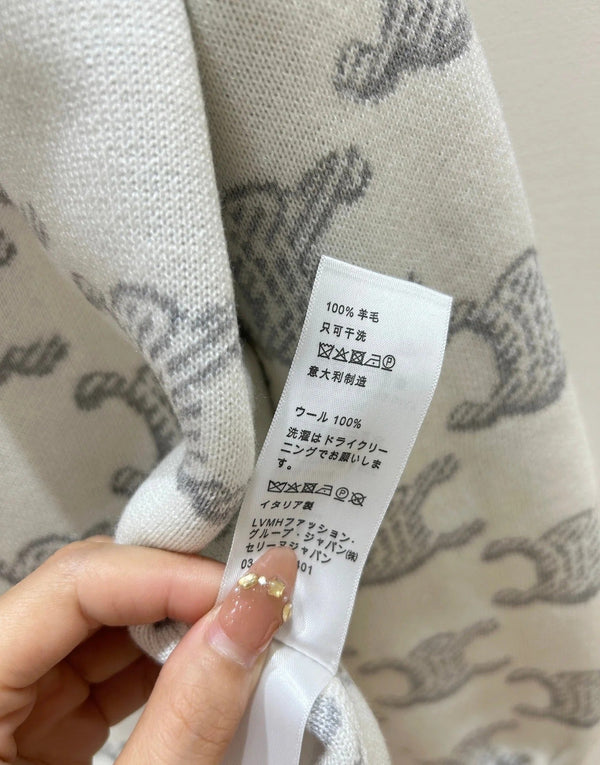 100% 羊毛
只可干洗
意大利制造
ウール 100%
洗濯はドライクリー
ニングでお願いしま
す。
イタリア製
LVMHファッション・
グループ・ジャパン㈱
セリーヌジャパン
03
401